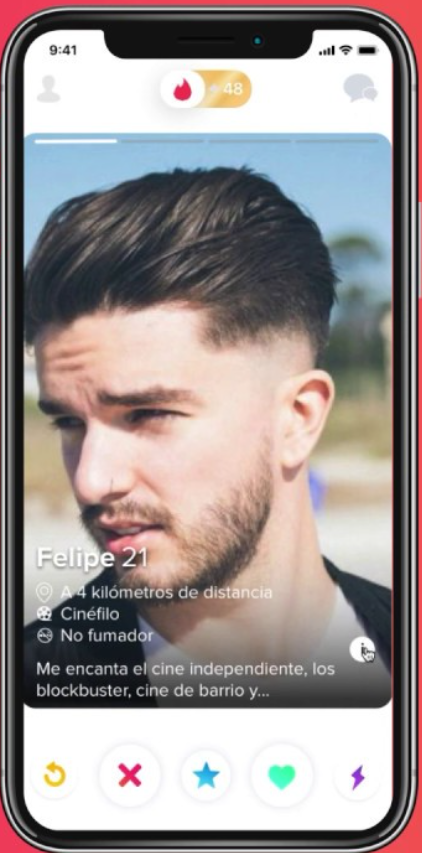 9:41
48
Felipe 21
A 4 kilómetros de distancia
Cinéfilo
No fumador
Me encanta el cine independiente, los
blockbuster, cine de barrio y...